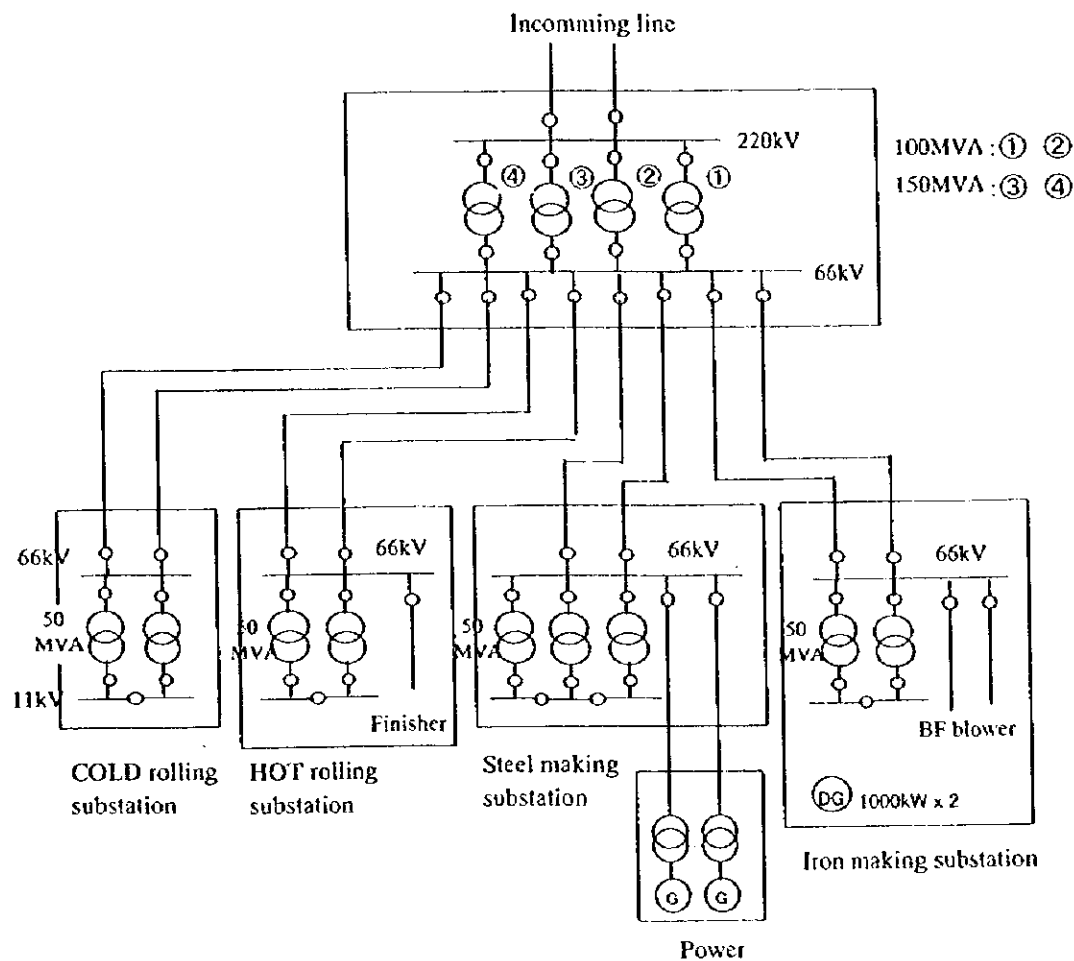 Incomming line
220kV
100MVA : ① ②
150MVA : ③ ④
④ ③ ② ①
66kV
66kV
50
MVA
11kV
COLD rolling
substation
66kV
50
MVA
Finisher
HOT rolling
substation
66kV
50
MVA
Steel making
substation
G G
Power
66kV
50
MVA
BF blower
DG 1000kW x 2
Iron making substation